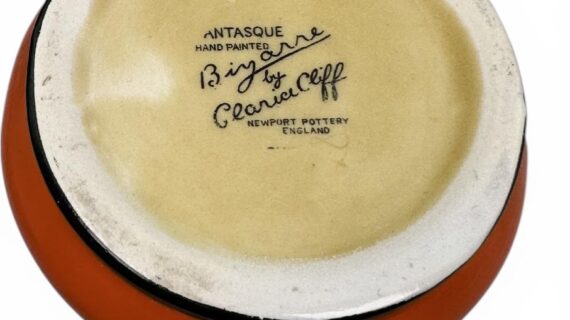 ANTASQUE
HAND PAINTED
Bizarre
by
Clarice Cliff
NEWPORT POTTERY
ENGLAND